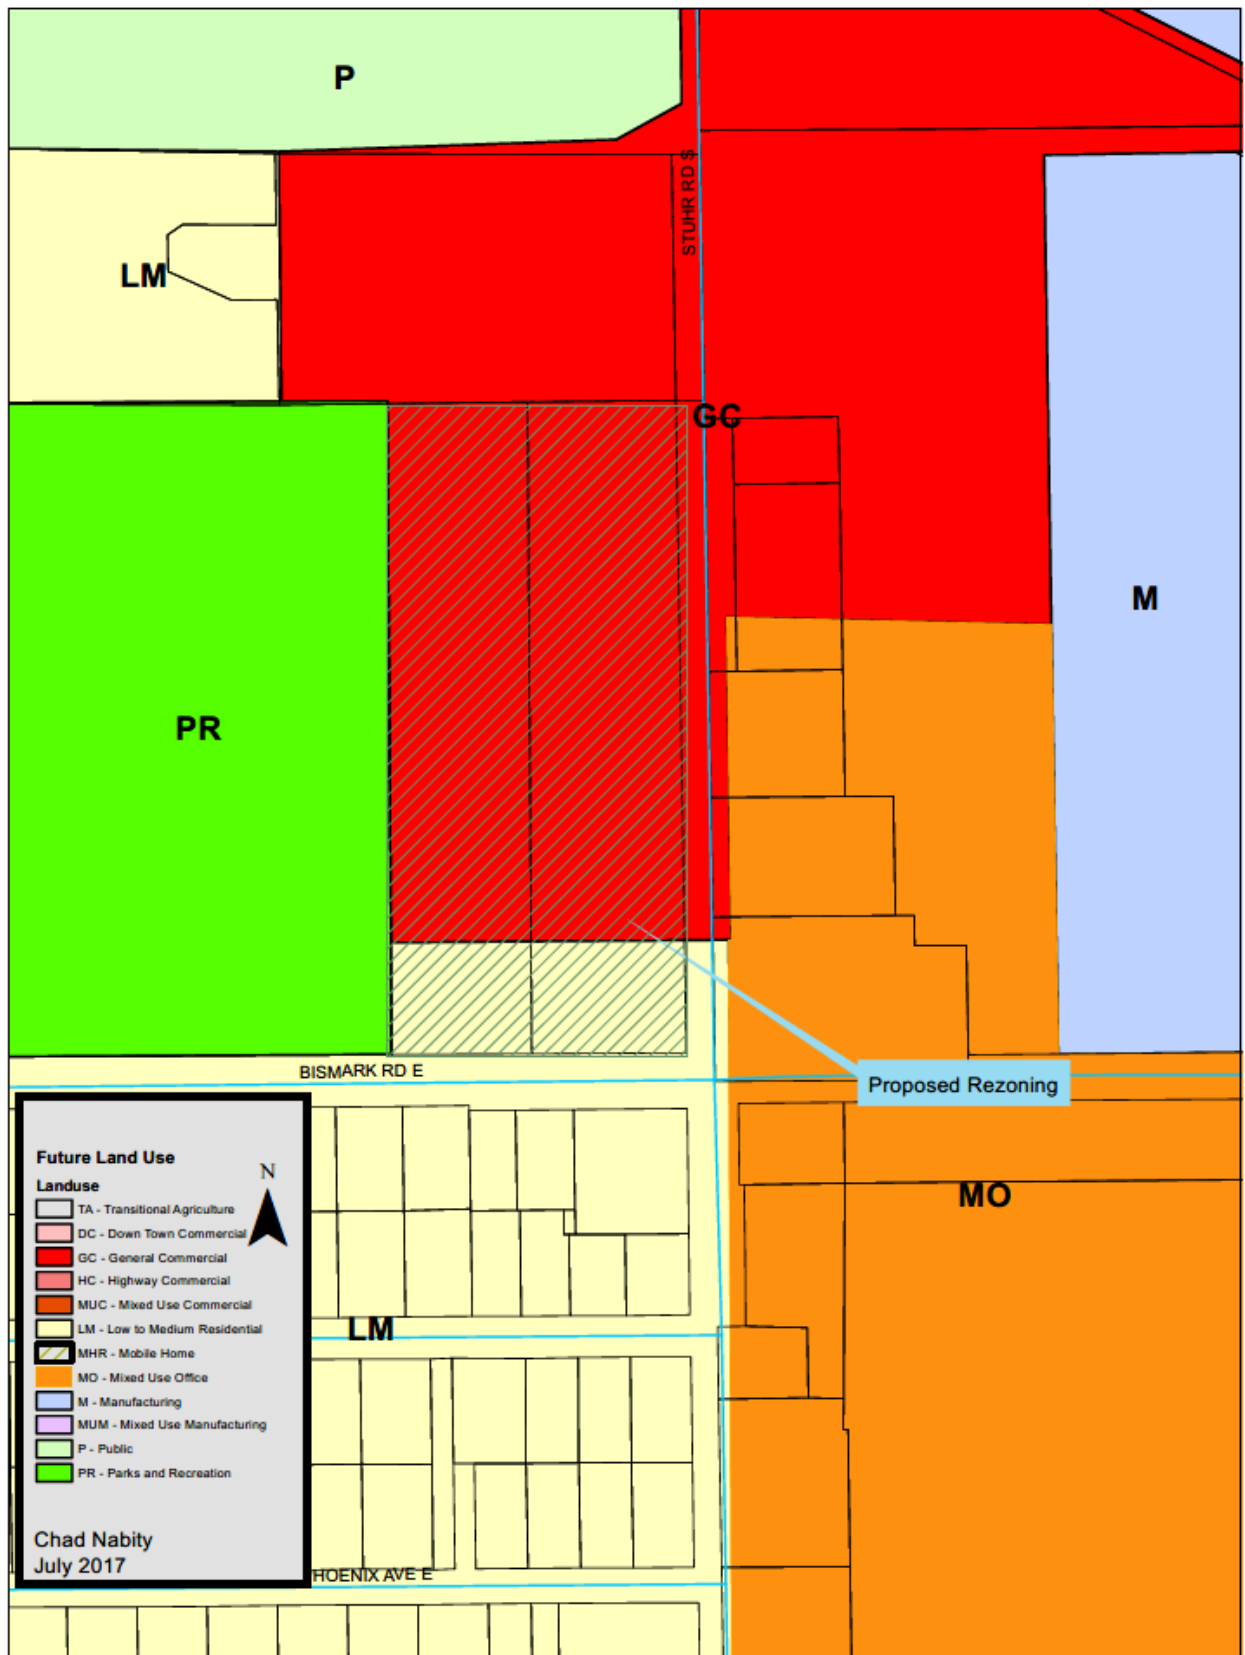 P
STUHR RD S
LM
GC
M
PR
BISMARK RD E
Proposed Rezoning
MO
LM
HOENIX AVE E
Future Land Use
N
Landuse
TA - Transitional Agriculture
DC - Down Town Commercial
GC - General Commercial
HC - Highway Commercial
MUC - Mixed Use Commercial
LM - Low to Medium Residential
MHR - Mobile Home
MO - Mixed Use Office
M - Manufacturing
MUM - Mixed Use Manufacturing
P - Public
PR - Parks and Recreation
Chad Nabity
July 2017